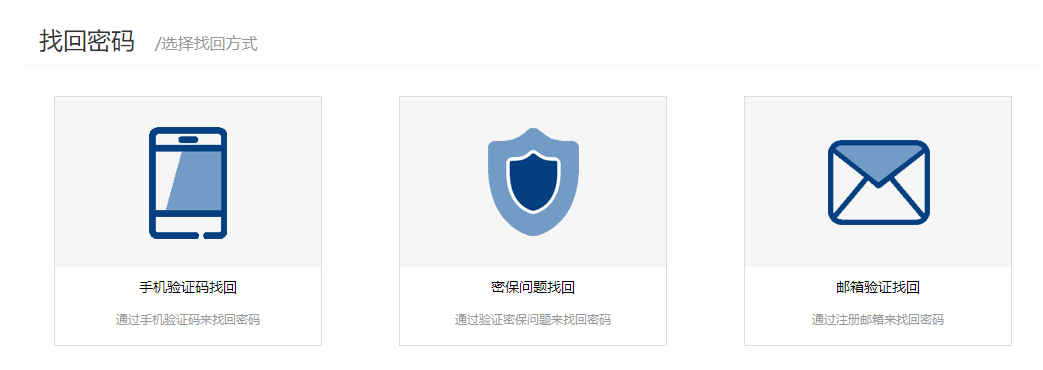 找回密码 /选择找回方式
手机验证码找回
通过手机验证码来找回密码
密保问题找回
通过验证密保问题来找回密码
邮箱验证找回
通过注册邮箱来找回密码